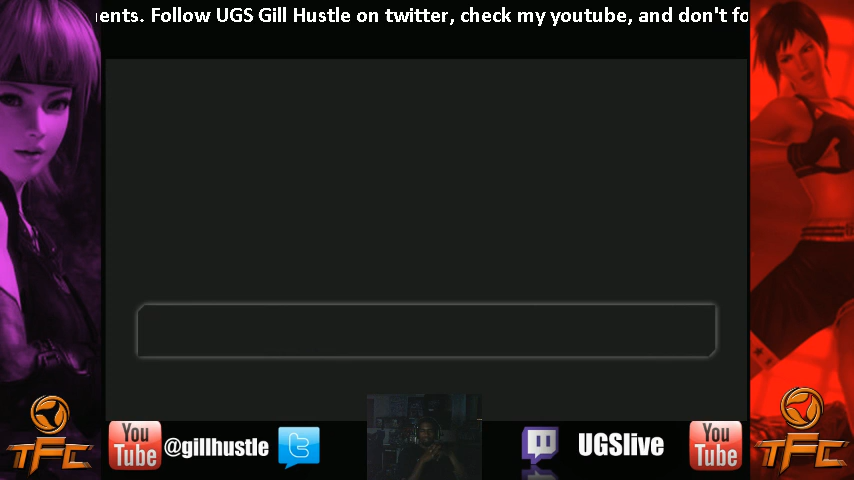 ents. Follow UGS Gill Hustle on twitter, check my youtube, and don't fo
TFC
You Tube
@gillhustle
UGSlive
You Tube
TFC